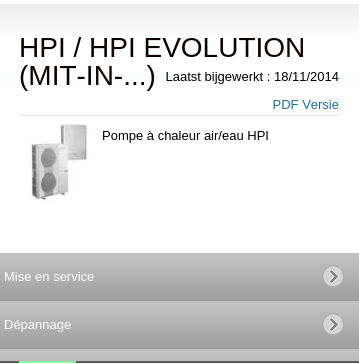 HPI / HPI EVOLUTION
(MIT-IN-...) Laatst bijgewerkt : 18/11/2014
PDF Versie
Pompe à chaleur air/eau HPI
Mise en service
Dépannage